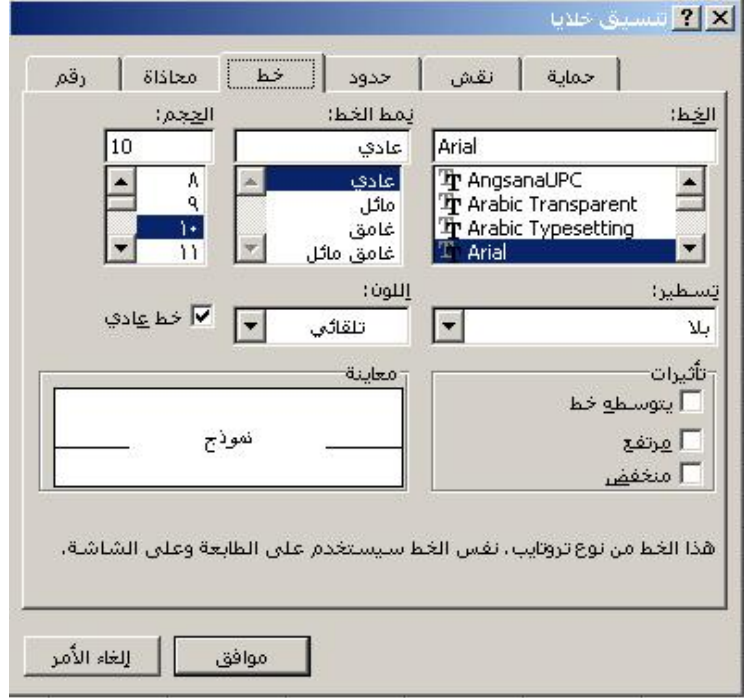 تنسيق خلايا
رقم محاذاة خط حدود نقش حماية
الخط: نمط الخط: الحجم:
Arial عادي 10
AngsanaUPC عادي ٨
Arabic Transparent مائل ٩
Arabic Typesetting غامق ١٠
Arial غامق مائل ١١
تسطير: اللون:
بلا تلقائي خط عادي
تأثيرات معاينة
يتوسطه خط
نموذج
مرتفع
منخفض
هذا الخط من نوع تروتايب، نفس الخط سيستخدم على الطابعة وعلى الشاشة.
موافق إلغاء الأمر